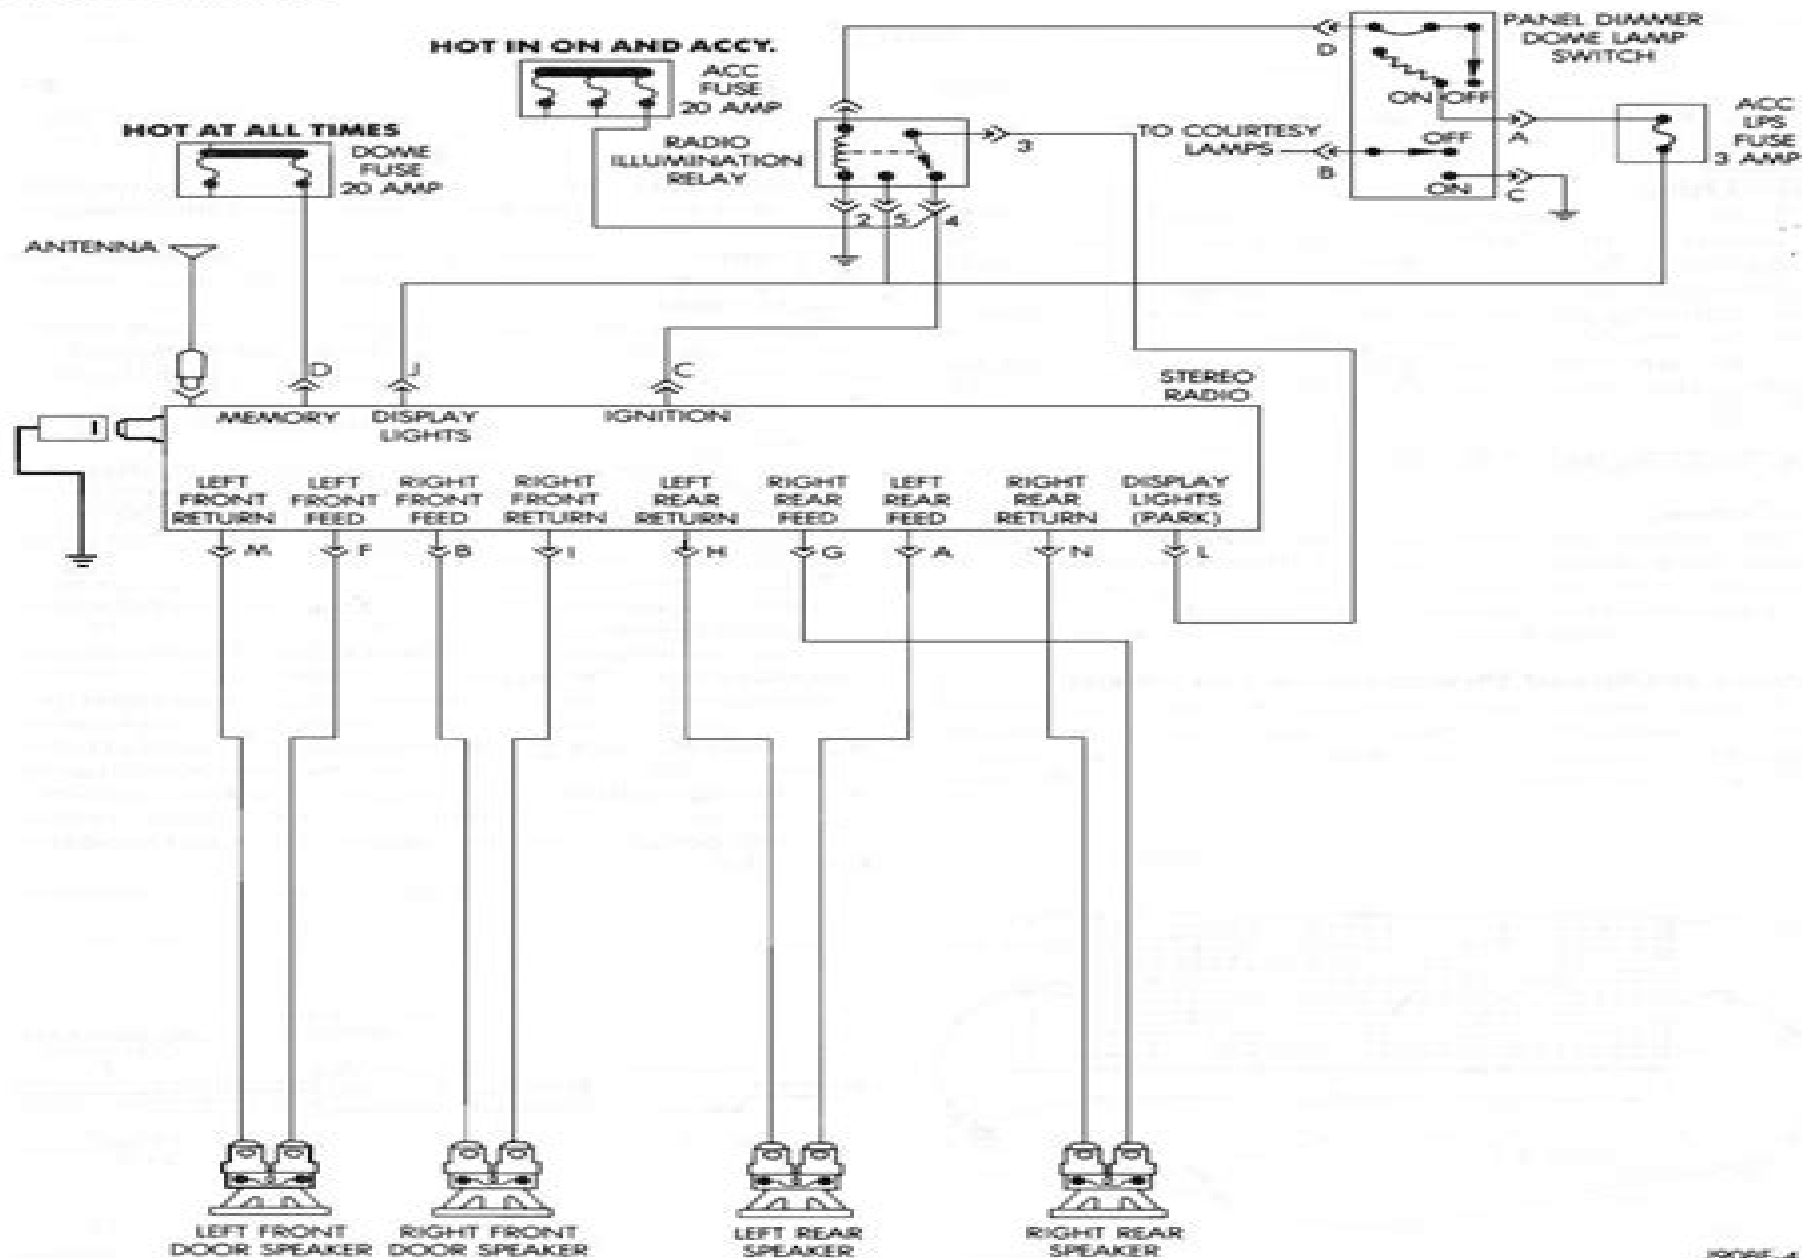 HOT IN ON AND ACCY.
ACC
FUSE
20 AMP
HOT AT ALL TIMES
DOME
FUSE
20 AMP
RADIO
ILLUMINATION
RELAY
3
2
5
4
D
PANEL DIMMER
DOME LAMP
SWITCH
ON OFF
TO COURTESY
LAMPS
A
OFF
B
ON
C
ACC
LPS
FUSE
3 AMP
ANTENNA
D
J
C
STEREO
RADIO
MEMORY
DISPLAY
LIGHTS
IGNITION
LEFT
FRONT
RETURN
LEFT
FRONT
FEED
RIGHT
FRONT
FEED
RIGHT
FRONT
RETURN
LEFT
REAR
RETURN
RIGHT
REAR
FEED
LEFT
REAR
FEED
RIGHT
REAR
RETURN
DISPLAY
LIGHTS
(PARK)
M
F
B
I
H
G
A
N
L
LEFT FRONT
DOOR SPEAKER
RIGHT FRONT
DOOR SPEAKER
LEFT REAR
SPEAKER
RIGHT REAR
SPEAKER